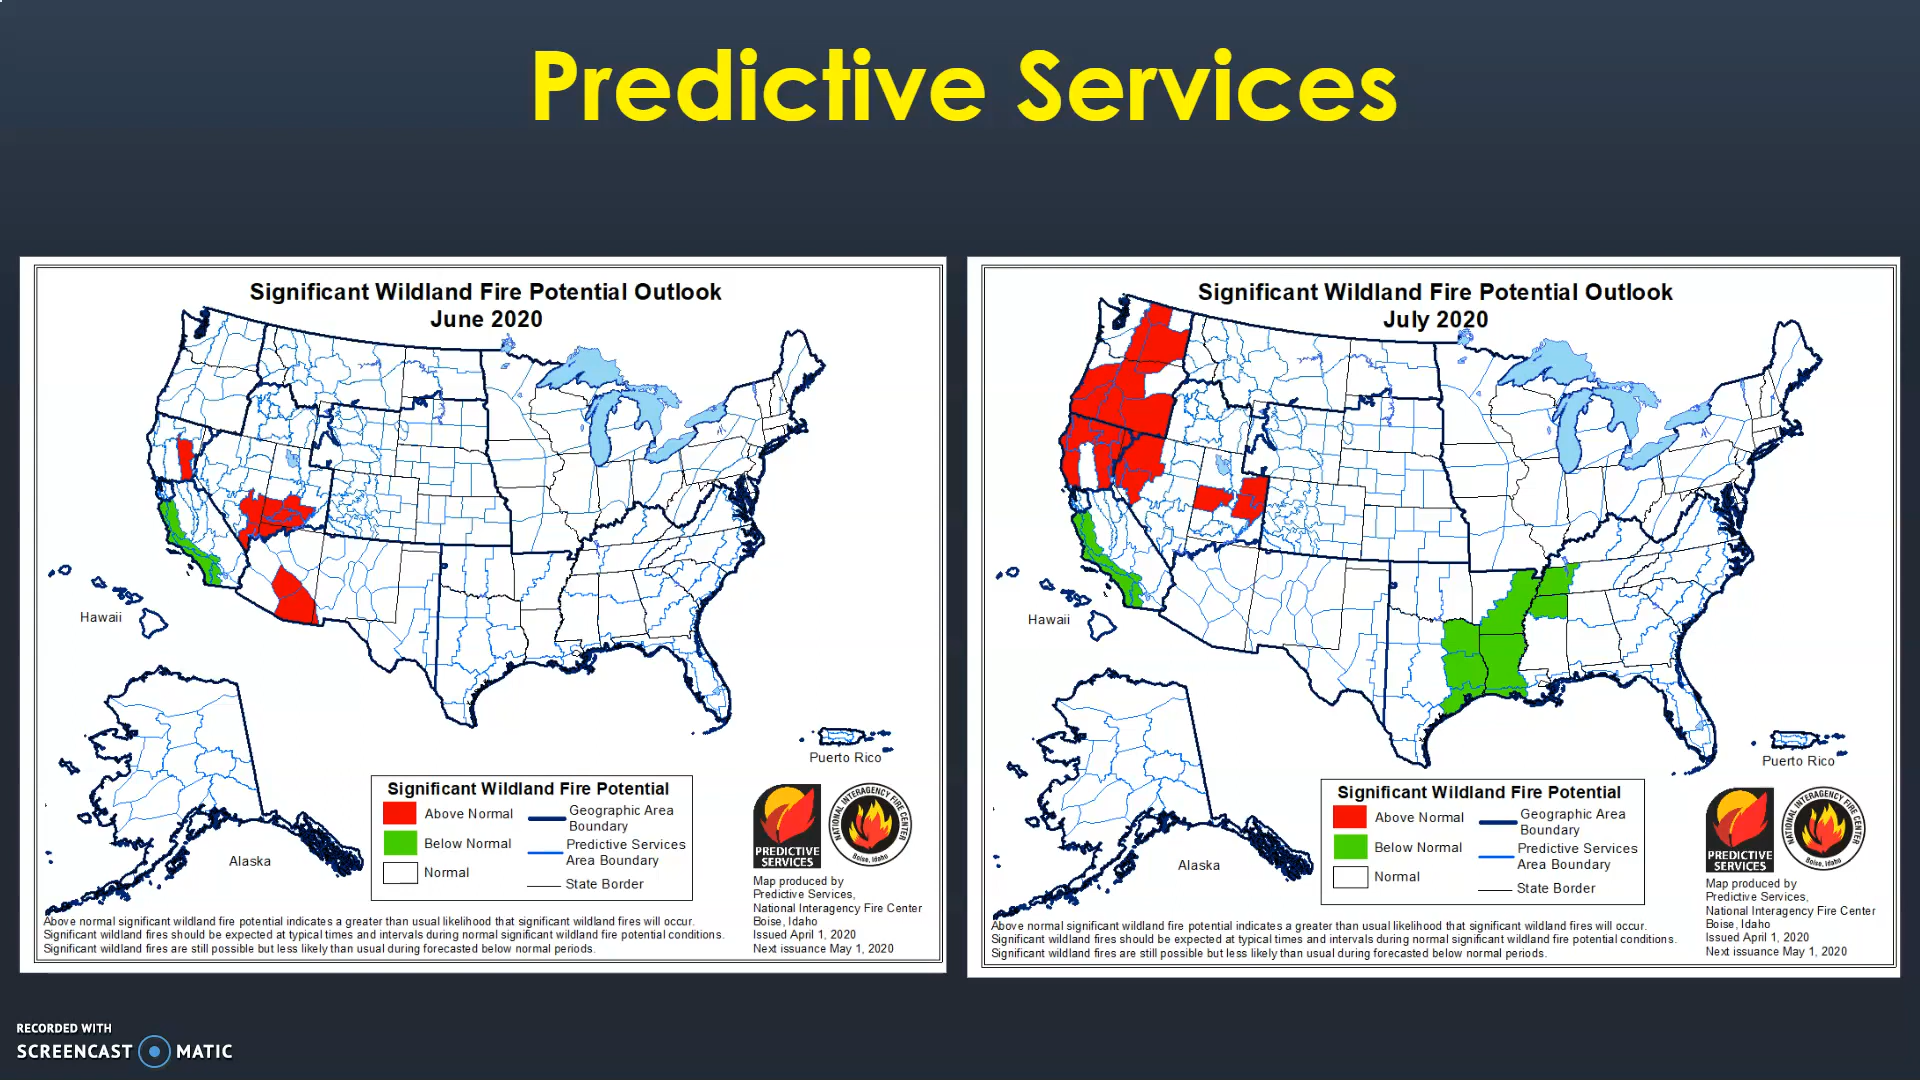 Predictive Services
Significant Wildland Fire Potential Outlook
June 2020
Hawaii
Alaska
Puerto Rico
Significant Wildland Fire Potential
Above Normal
Below Normal
Normal
Geographic Area
Boundary
Predictive Services
Area Boundary
State Border
PREDICTIVE
SERVICES
NATIONAL INTERAGENCY FIRE CENTER
Boise, Idaho
Map produced by
Predictive Services,
National Interagency Fire Center
Boise, Idaho
Issued April 1, 2020
Next issuance May 1, 2020
Above normal significant wildland fire potential indicates a greater than usual likelihood that significant wildland fires will occur.
Significant wildland fires should be expected at typical times and intervals during normal significant wildland fire potential conditions.
Significant wildland fires are still possible but less likely than usual during forecasted below normal periods.
Significant Wildland Fire Potential Outlook
July 2020
Hawaii
Alaska
Puerto Rico
Significant Wildland Fire Potential
Above Normal
Below Normal
Normal
Geographic Area
Boundary
Predictive Services
Area Boundary
State Border
PREDICTIVE
SERVICES
NATIONAL INTERAGENCY FIRE CENTER
Boise, Idaho
Map produced by
Predictive Services,
National Interagency Fire Center
Boise, Idaho
Issued April 1, 2020
Next issuance May 1, 2020
Above normal significant wildland fire potential indicates a greater than usual likelihood that significant wildland fires will occur.
Significant wildland fires should be expected at typical times and intervals during normal significant wildland fire potential conditions.
Significant wildland fires are still possible but less likely than usual during forecasted below normal periods.
RECORDED WITH
SCREENCAST MATIC